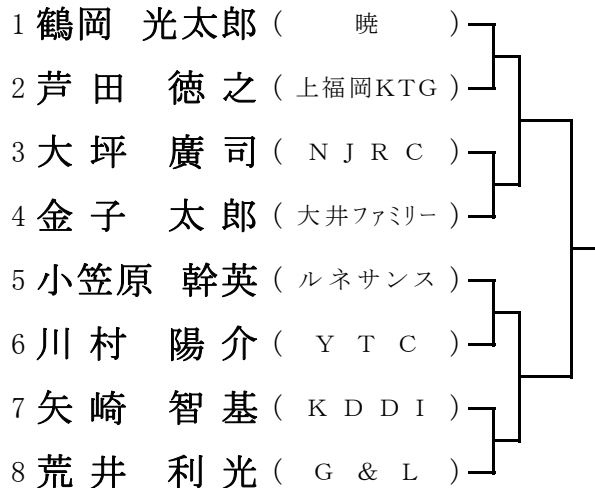 1 鶴岡 光太郎 ( 暁 )
2 芦田 徳之 ( 上福岡KTG )
3 大坪 廣司 ( NJRC )
4 金子 太郎 ( 大井ファミリー )
5 小笠原 幹英 ( ルネサンス )
6 川村 陽介 ( YTC )
7 矢崎 智基 ( KDDI )
8 荒井 利光 ( G&L )